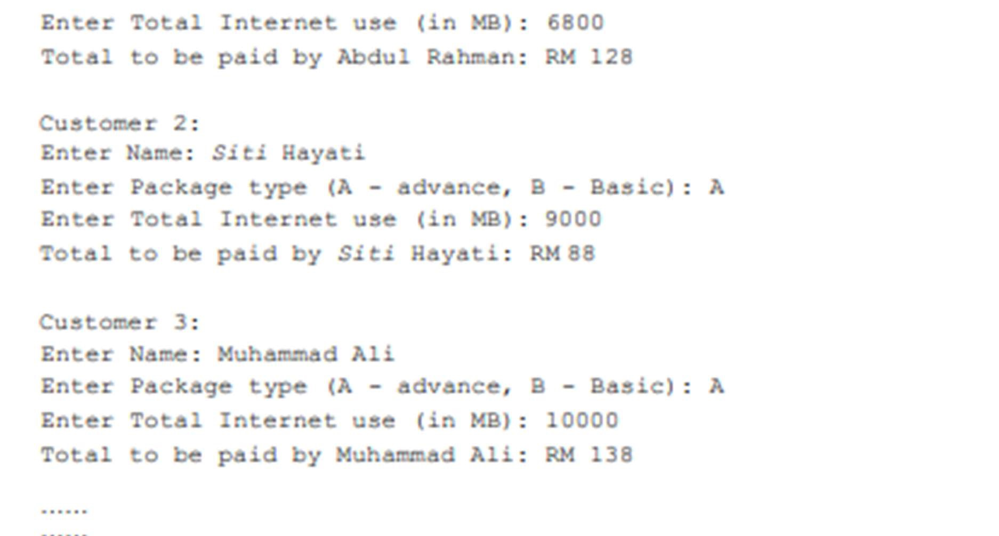 Enter Total Internet use (in MB): 6800
Total to be paid by Abdul Rahman: RM 128
Customer 2:
Enter Name: Siti Hayati
Enter Package type (A - advance, B - Basic): A
Enter Total Internet use (in MB): 9000
Total to be paid by Siti Hayati: RM 88
Customer 3:
Enter Name: Muhammad Ali
Enter Package type (A - advance, B - Basic): A
Enter Total Internet use (in MB): 10000
Total to be paid by Muhammad Ali: RM 138
......
......